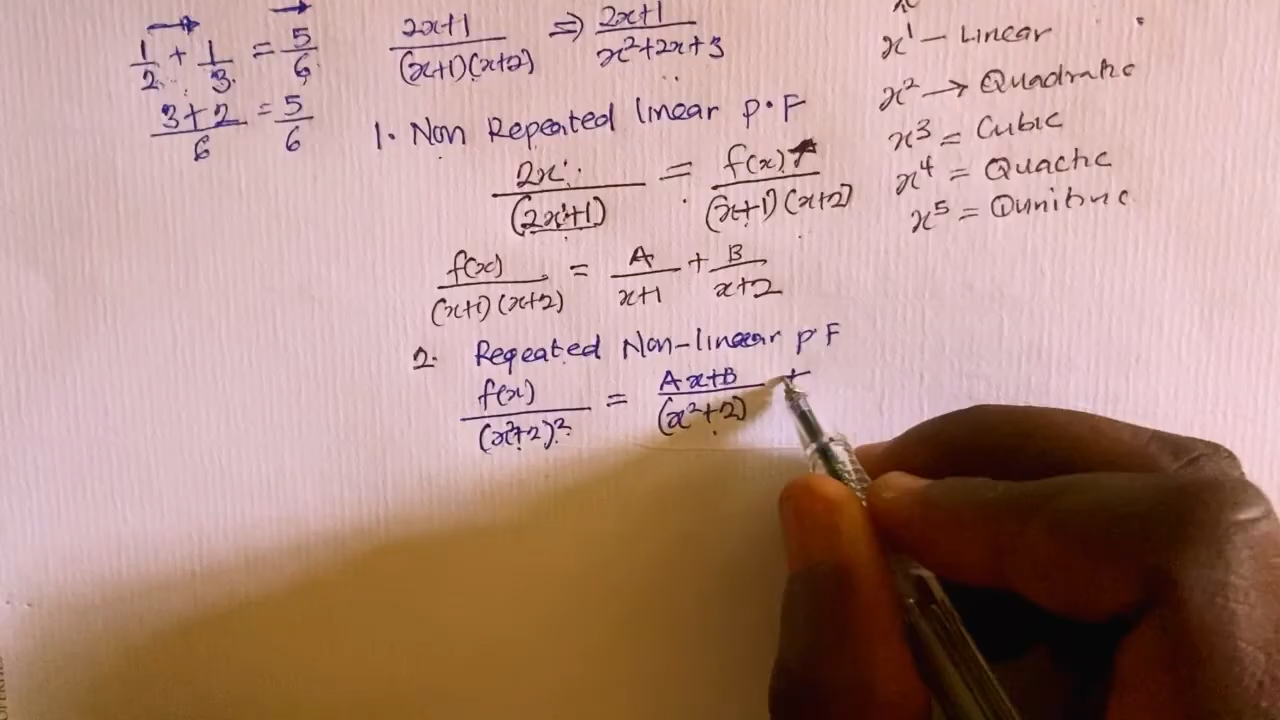 1/2 + 1/3 = 5/6
(3+2)/6 = 5/6
(2x+1)/((x+1)(x+2)) ⇒ (2x+1)/(x²+2x+3)
x¹ – Linear
x² → Quadratic
x³ = Cubic
x⁴ = Quactic
x⁵ =
1. Non Repeated linear P.F
2x/(2x+1) = f(x)/((x+1)(x+2))
f(x)/((x+1)(x+2)) = A/(x+1) + B/(x+2)
2. Repeated Non-linear P.F
f(x)/(x²+2)² = (Ax+B)/(x²+2) +